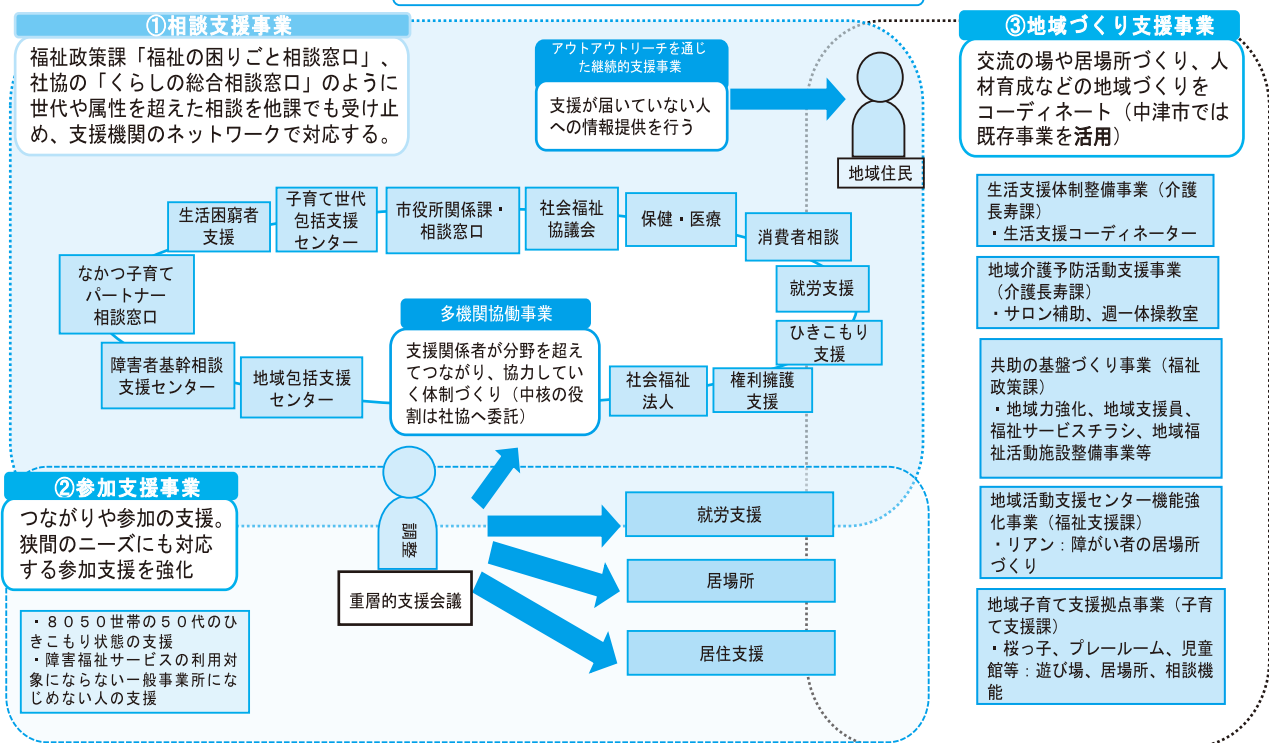 ①相談支援事業
福祉政策課「福祉の困りごと相談窓口」、
社協の「くらしの総合相談窓口」のように
世代や属性を超えた相談を他課でも受け止
め、支援機関のネットワークで対応する。
アウトアウトリーチを通じ
た継続的支援事業
支援が届いていない人
への情報提供を行う
地域住民
③地域づくり支援事業
交流の場や居場所づくり、人
材育成などの地域づくりを
コーディネート（中津市では
既存事業を活用）
生活困窮者
支援
子育て世代
包括支援
センター
市役所関係課・
相談窓口
社会福祉
協議会
保健・医療
消費者相談
就労支援
ひきこもり
支援
権利擁護
支援
社会福祉
法人
なかつ子育て
パートナー
相談窓口
障害者基幹相談
支援センター
地域包括支援
センター
多機関協働事業
支援関係者が分野を超え
てつながり、協力してい
く体制づくり（中核の役
割は社協へ委託）
②参加支援事業
つながりや参加の支援。
狭間のニーズにも対応
する参加支援を強化
・８０５０世帯の５０代のひ
きこもり状態の支援
・障害福祉サービスの利用対
象にならない一般事業所にな
じめない人の支援
調整
重層的支援会議
就労支援
居場所
居住支援
生活支援体制整備事業（介護
長寿課）
・生活支援コーディネーター
地域介護予防活動支援事業
（介護長寿課）
・サロン補助、週一体操教室
共助の基盤づくり事業（福祉
政策課）
・地域力強化、地域支援員、
福祉サービスチラシ、地域福
祉活動施設整備事業等
地域活動支援センター機能強
化事業（福祉支援課）
・リアン：障がい者の居場所
づくり
地域子育て支援拠点事業（子育
て支援課）
・桜っ子、プレールーム、児童
館等：遊び場、居場所、相談機
能